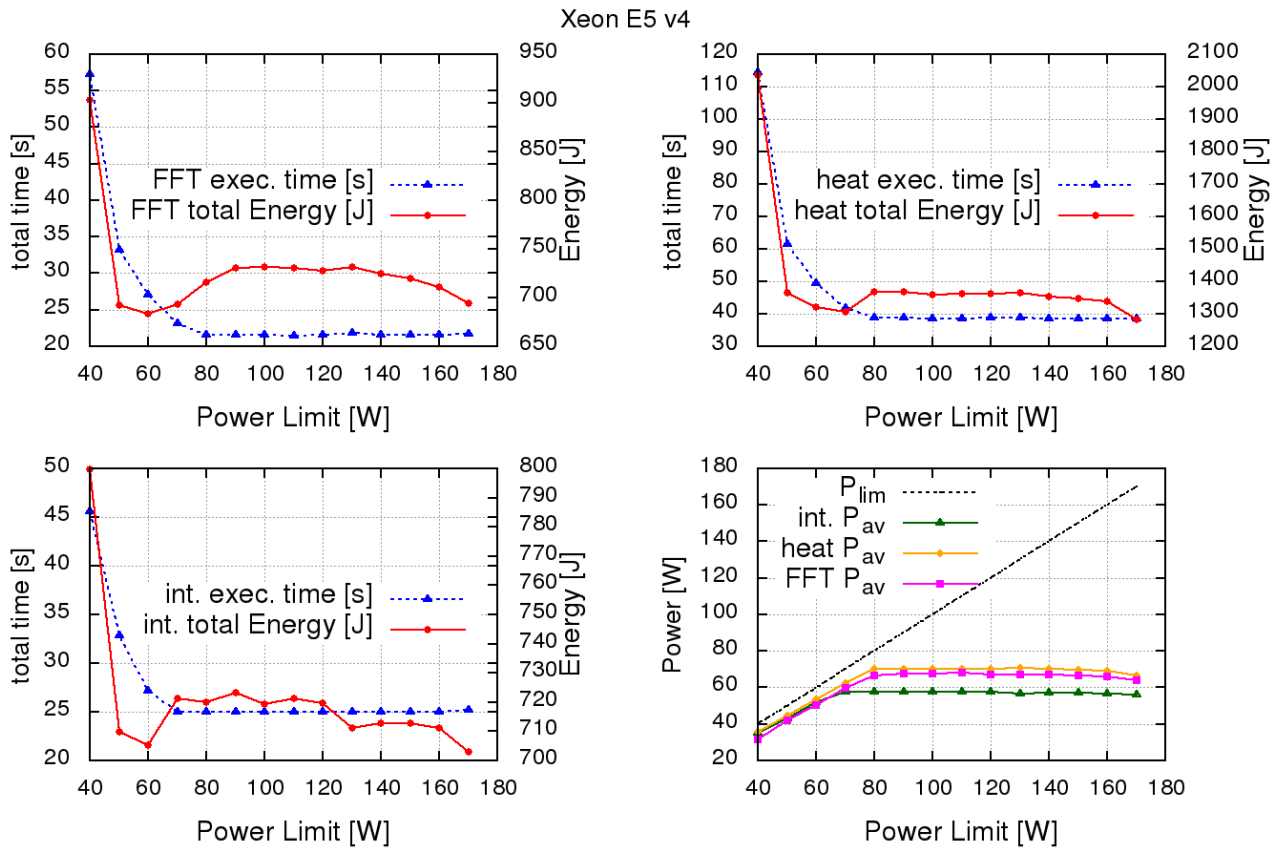 Xeon E5 v4
60
55
50
45
40
35
30
25
20
total time [s]
FFT exec. time [s]
FFT total Energy [J]
950
900
850
800
750
700
650
Energy [J]
40 60 80 100 120 140 160 180
Power Limit [W]
120
110
100
90
80
70
60
50
40
30
total time [s]
heat exec. time [s]
heat total Energy [J]
2100
2000
1900
1800
1700
1600
1500
1400
1300
1200
Energy [J]
40 60 80 100 120 140 160 180
Power Limit [W]
50
45
40
35
30
25
20
total time [s]
int. exec. time [s]
int. total Energy [J]
800
790
780
770
760
750
740
730
720
710
700
Energy [J]
40 60 80 100 120 140 160 180
Power Limit [W]
180
160
140
120
100
80
60
40
20
Power [W]
Plim
int. Pav
heat Pav
FFT Pav
40 60 80 100 120 140 160 180
Power Limit [W]